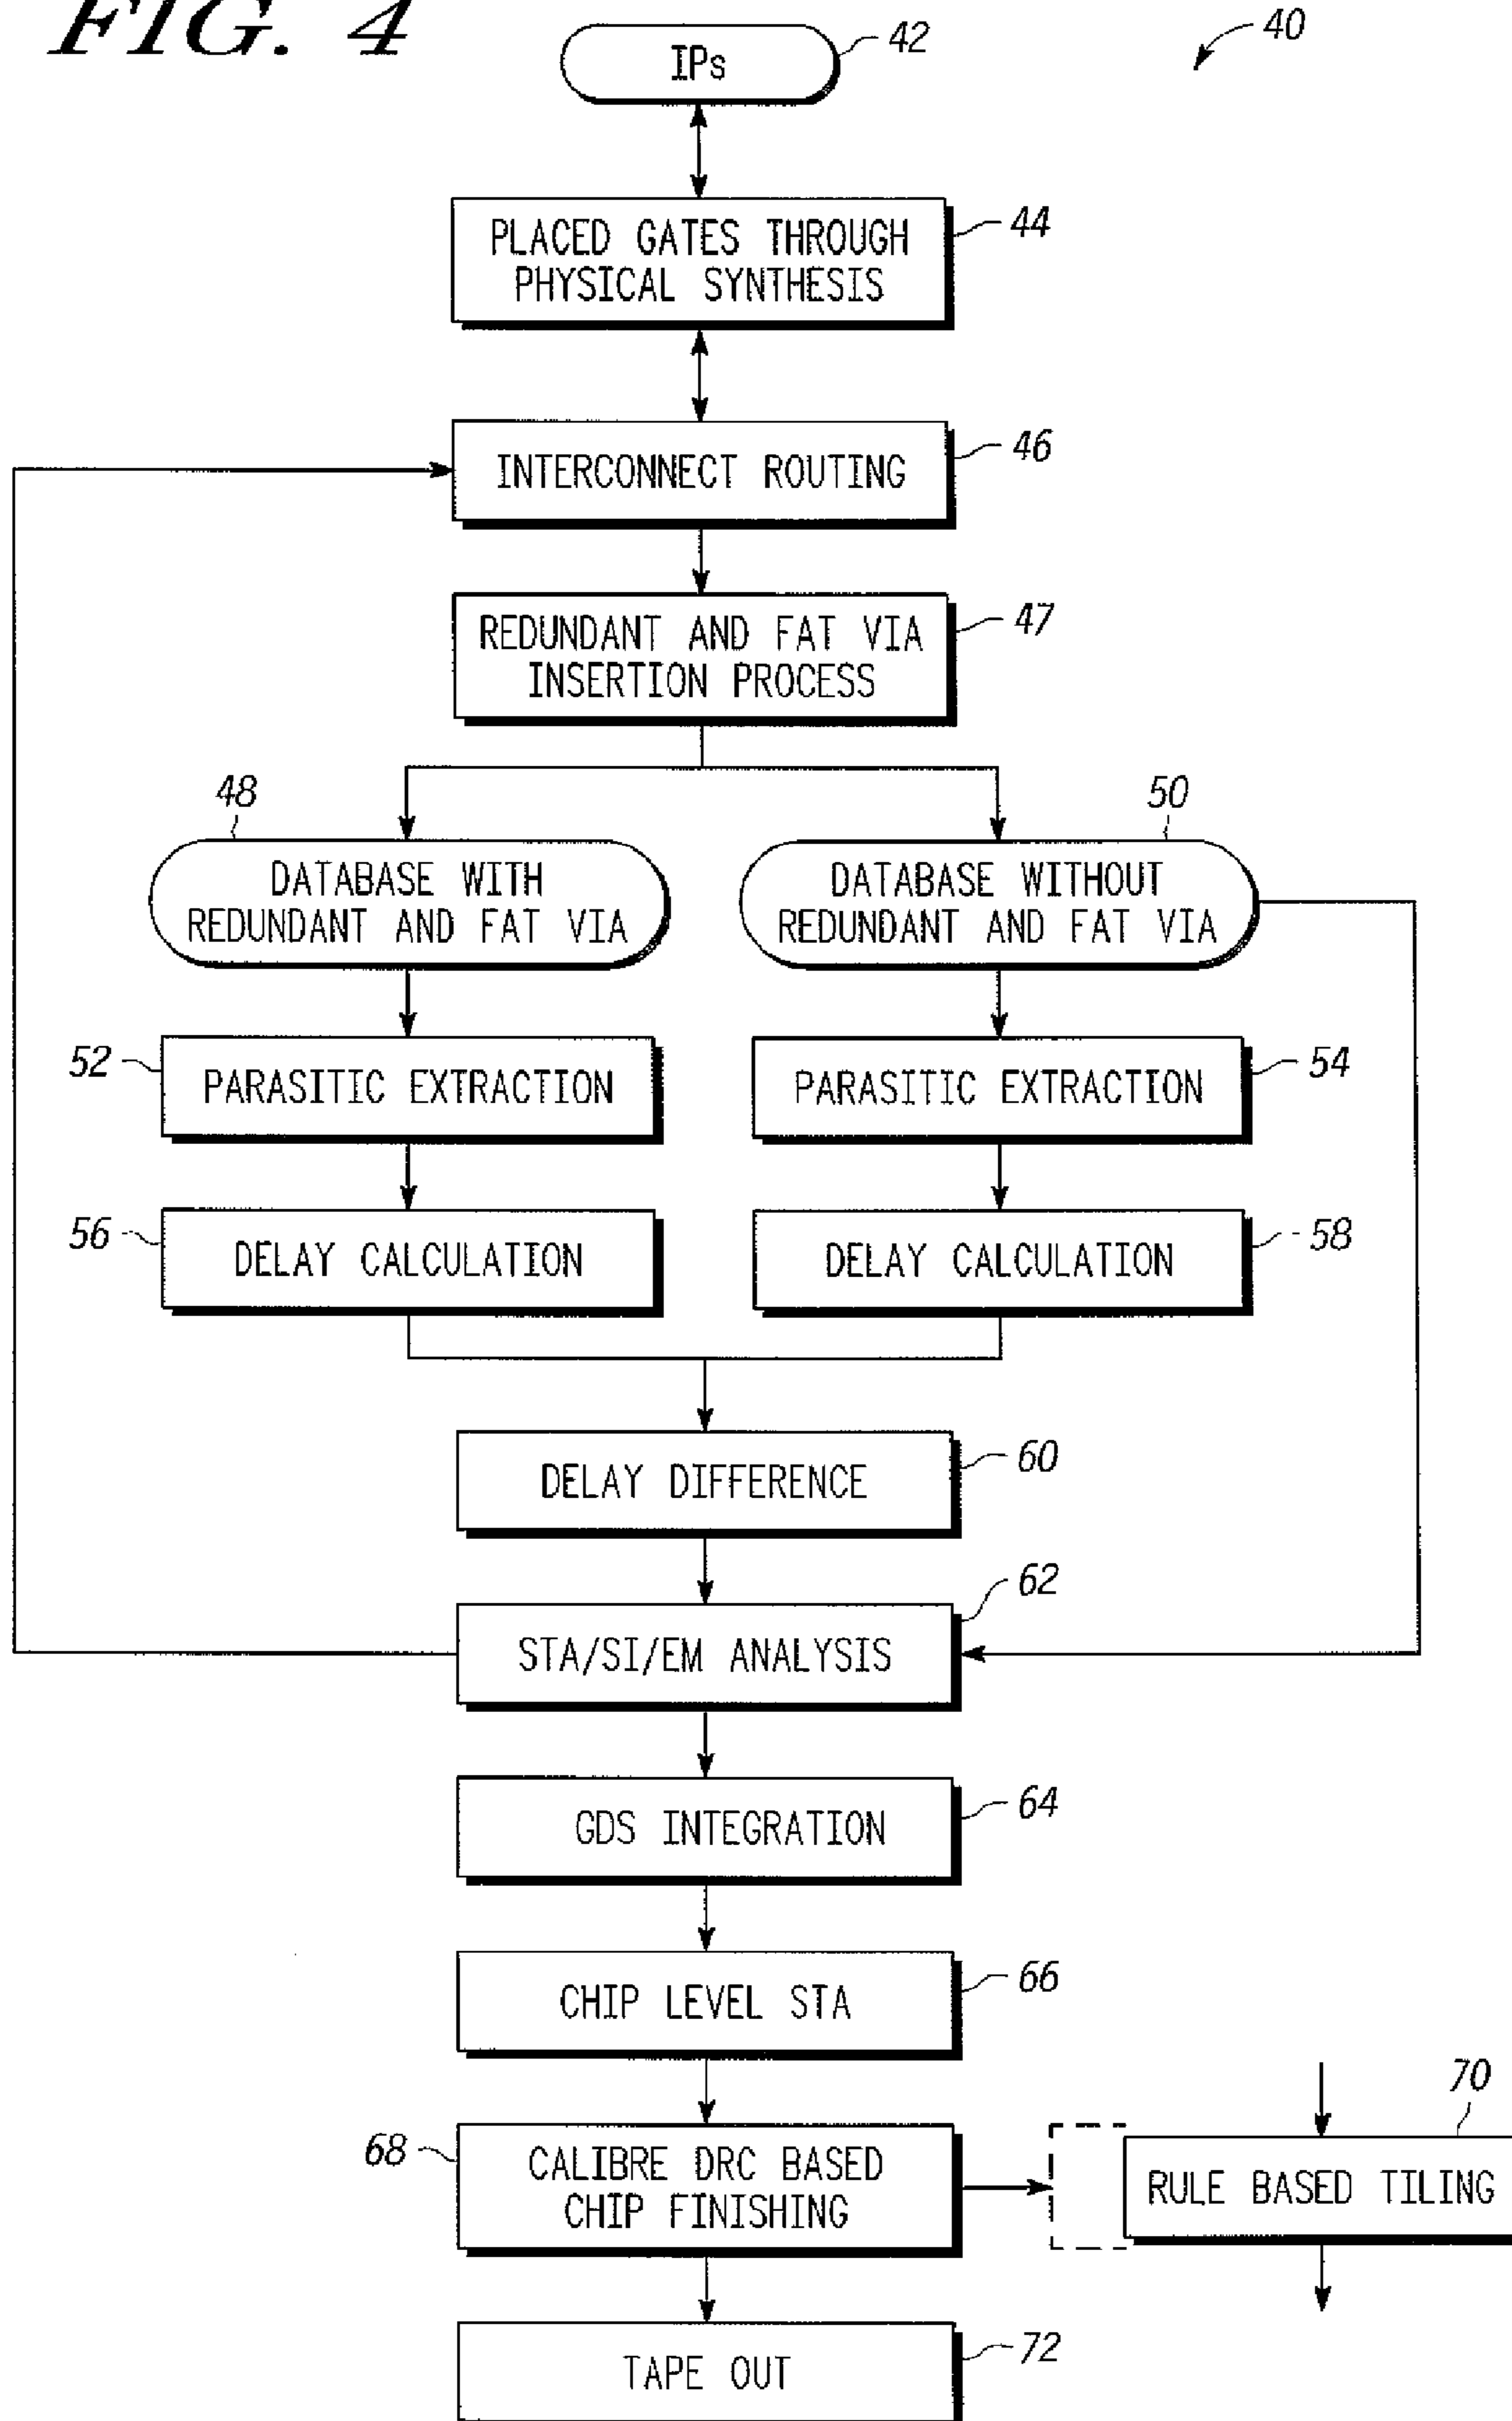 FIG. 4
40
IPs
42
PLACED GATES THROUGH
PHYSICAL SYNTHESIS
44
INTERCONNECT ROUTING
46
REDUNDANT AND FAT VIA
INSERTION PROCESS
47
48
DATABASE WITH
REDUNDANT AND FAT VIA
50
DATABASE WITHOUT
REDUNDANT AND FAT VIA
52
PARASITIC EXTRACTION
PARASITIC EXTRACTION
54
56
DELAY CALCULATION
DELAY CALCULATION
58
DELAY DIFFERENCE
60
STA/SI/EM ANALYSIS
62
GDS INTEGRATION
64
CHIP LEVEL STA
66
68
CALIBRE DRC BASED
CHIP FINISHING
70
RULE BASED TILING
TAPE OUT
72